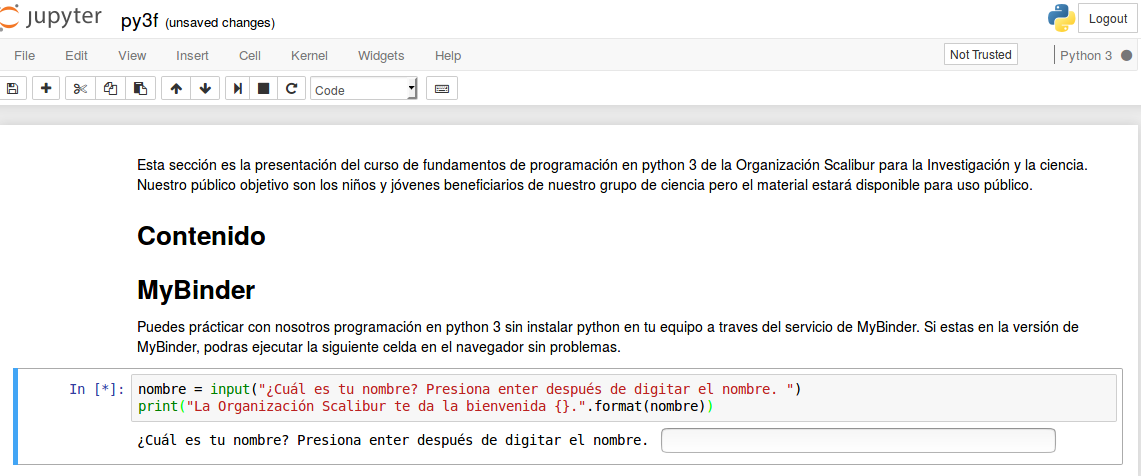 jupyter py3f (unsaved changes) Logout
File Edit View Insert Cell Kernel Widgets Help Not Trusted Python 3
Code
Esta sección es la presentación del curso de fundamentos de programación en python 3 de la Organización Scalibur para la Investigación y la ciencia.
Nuestro público objetivo son los niños y jóvenes beneficiarios de nuestro grupo de ciencia pero el material estará disponible para uso público.
Contenido
MyBinder
Puedes prácticar con nosotros programación en python 3 sin instalar python en tu equipo a traves del servicio de MyBinder. Si estas en la versión de
MyBinder, podras ejecutar la siguiente celda en el navegador sin problemas.
In [*]: nombre = input("¿Cuál es tu nombre? Presiona enter después de digitar el nombre. ")
print("La Organización Scalibur te da la bienvenida {}.".format(nombre))
¿Cuál es tu nombre? Presiona enter después de digitar el nombre.